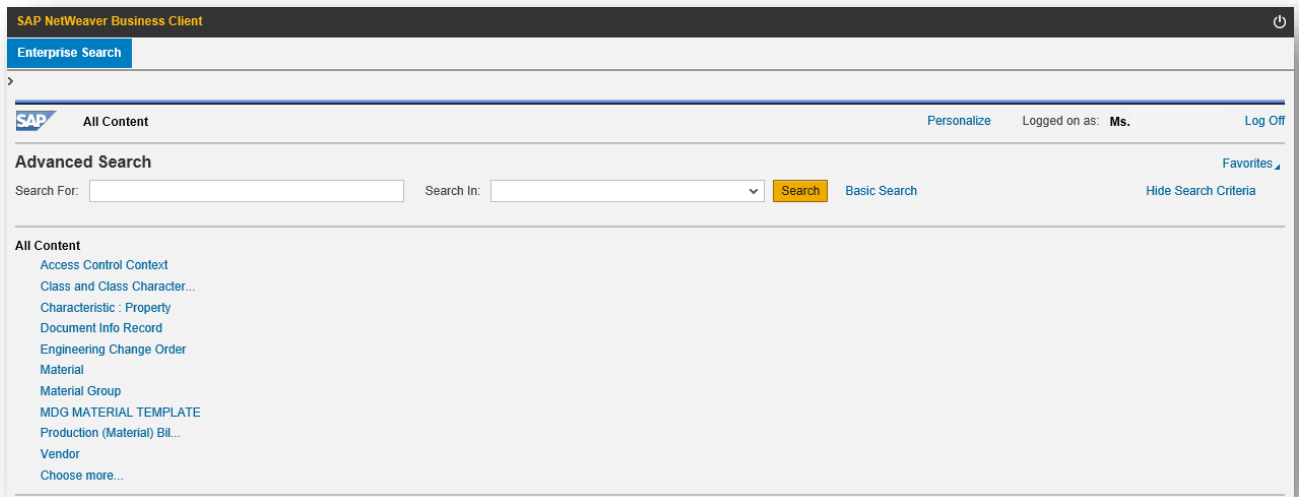 SAP NetWeaver Business Client
Enterprise Search
SAP All Content Personalize Logged on as: Ms. Log Off
Advanced Search Favorites
Search For: Search In: Search Basic Search Hide Search Criteria
All Content
Access Control Context
Class and Class Character...
Characteristic : Property
Document Info Record
Engineering Change Order
Material
Material Group
MDG MATERIAL TEMPLATE
Production (Material) Bil...
Vendor
Choose more...